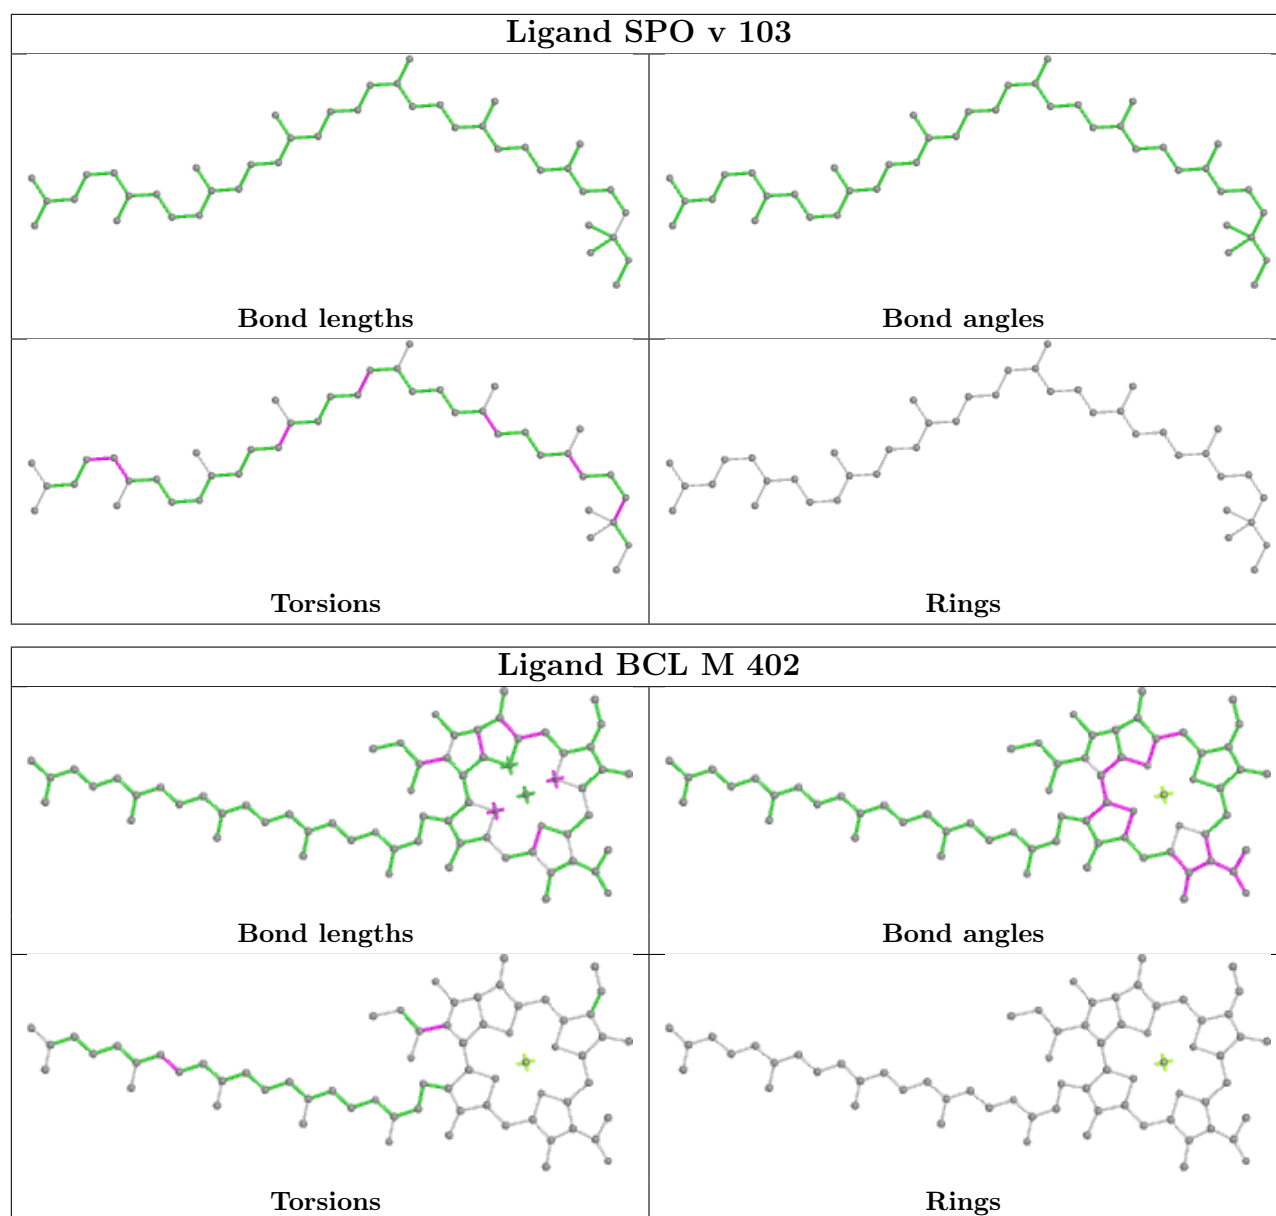 Ligand SPO v 103
Bond lengths
Bond angles
Torsions
Rings
Ligand BCL M 402
Bond lengths
Bond angles
Torsions
Rings